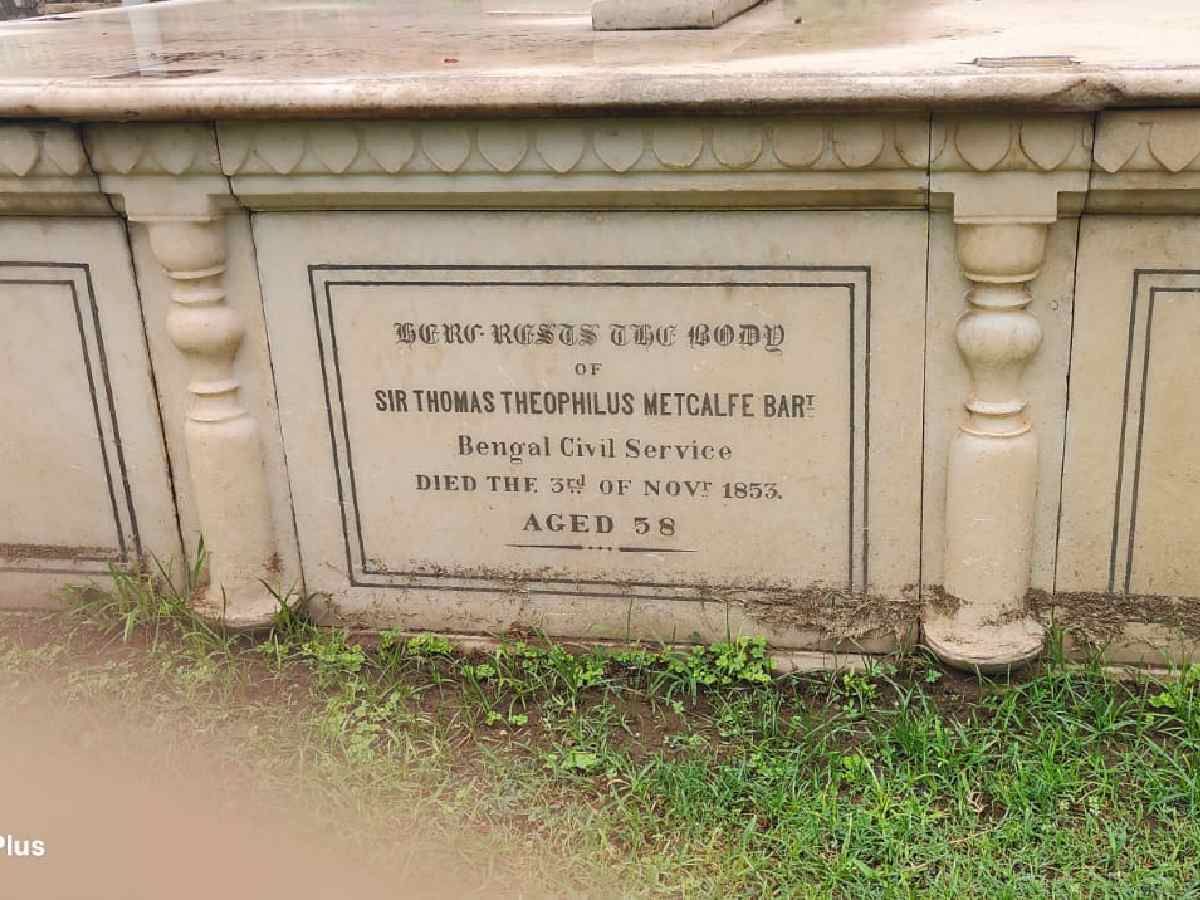 HERE RESTS THE BODY
OF
SIR THOMAS THEOPHILUS METCALFE BART
Bengal Civil Service
DIED THE 3rd OF NOVr 1853.
AGED 58
Plus